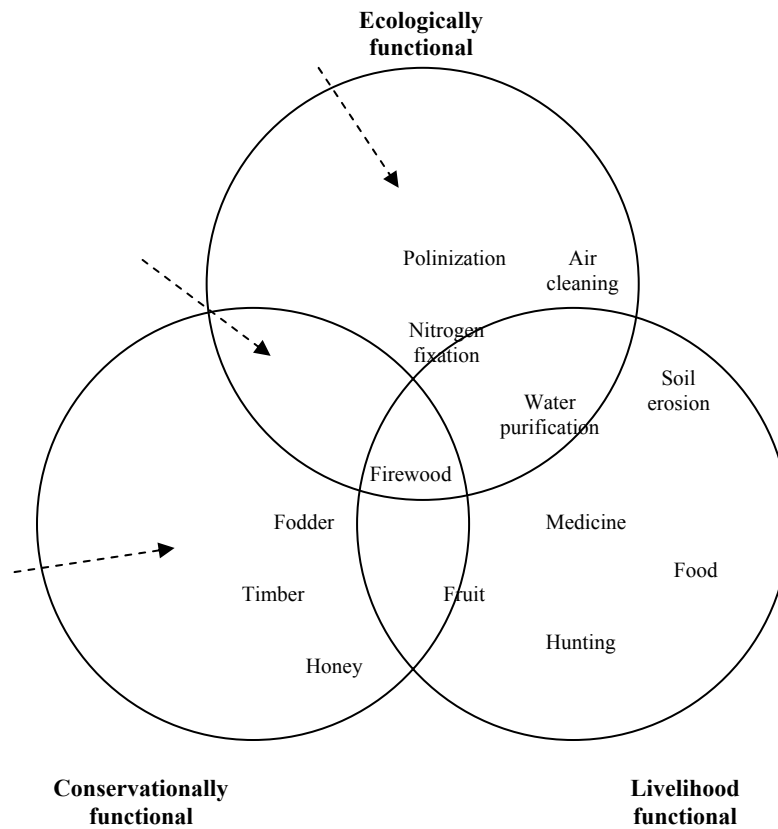 Ecologically
functional
Polinization
Air
cleaning
Nitrogen
fixation
Soil
erosion
Water
purification
Firewood
Fodder
Medicine
Food
Timber
Fruit
Hunting
Honey
Conservationally
functional
Livelihood
functional